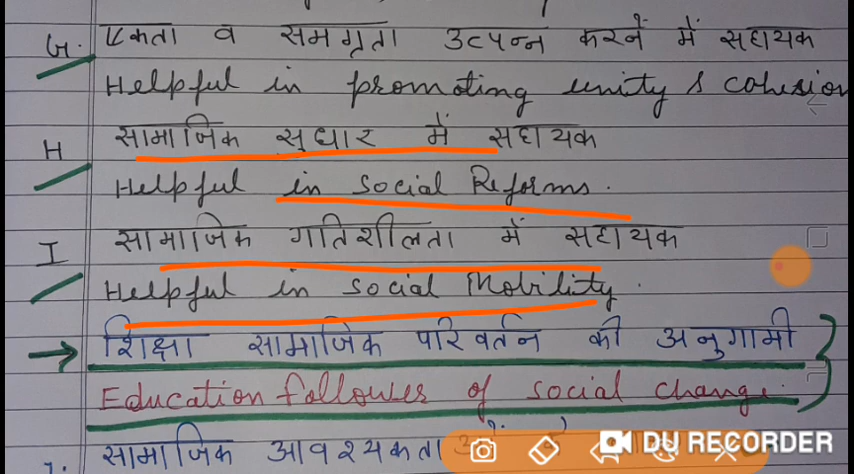 G. एकता व समग्रता उत्पन्न करनें में सहायक
Helpful in promoting unity & cohesion
H सामाजिक सुधार में सहायक
Helpful in social Reforms.
I सामाजिक गतिशीलता में सहायक
Helpful in social Mobility.
→ शिक्षा सामाजिक परिवर्तन की अनुगामी
Education followers of social change.
1. सामाजिक आवश्यकता
DU RECORDER